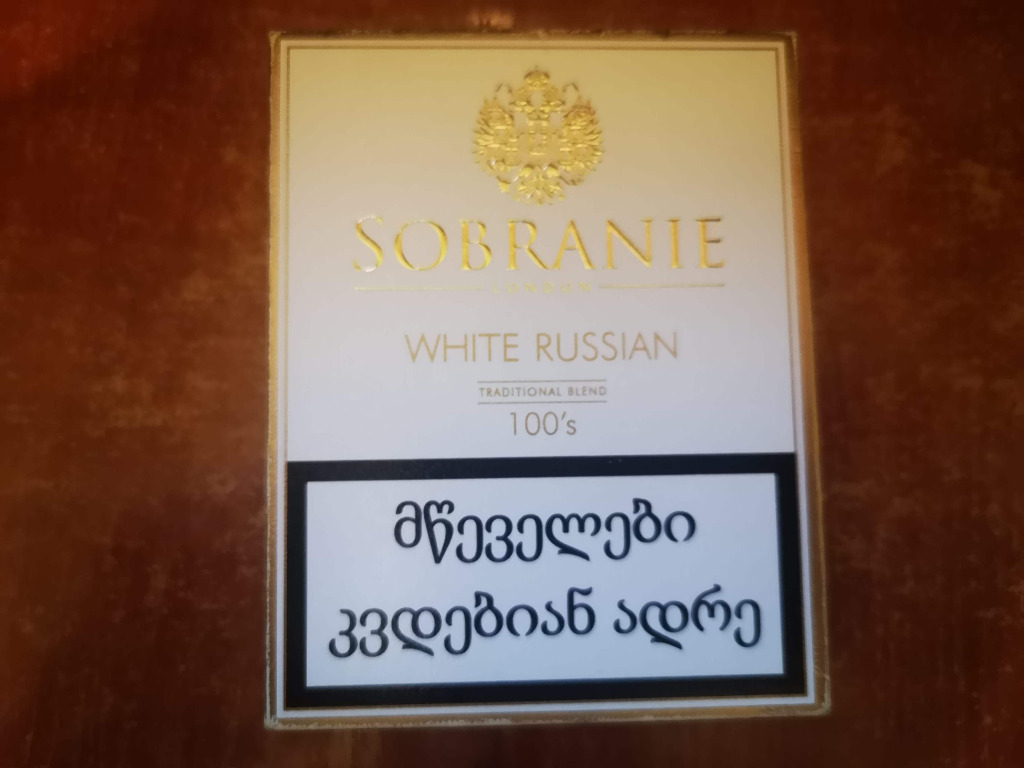 SOBRANIE
LONDON
WHITE RUSSIAN
TRADITIONAL BLEND
100's
მწეველები
კვდებიან ადრე